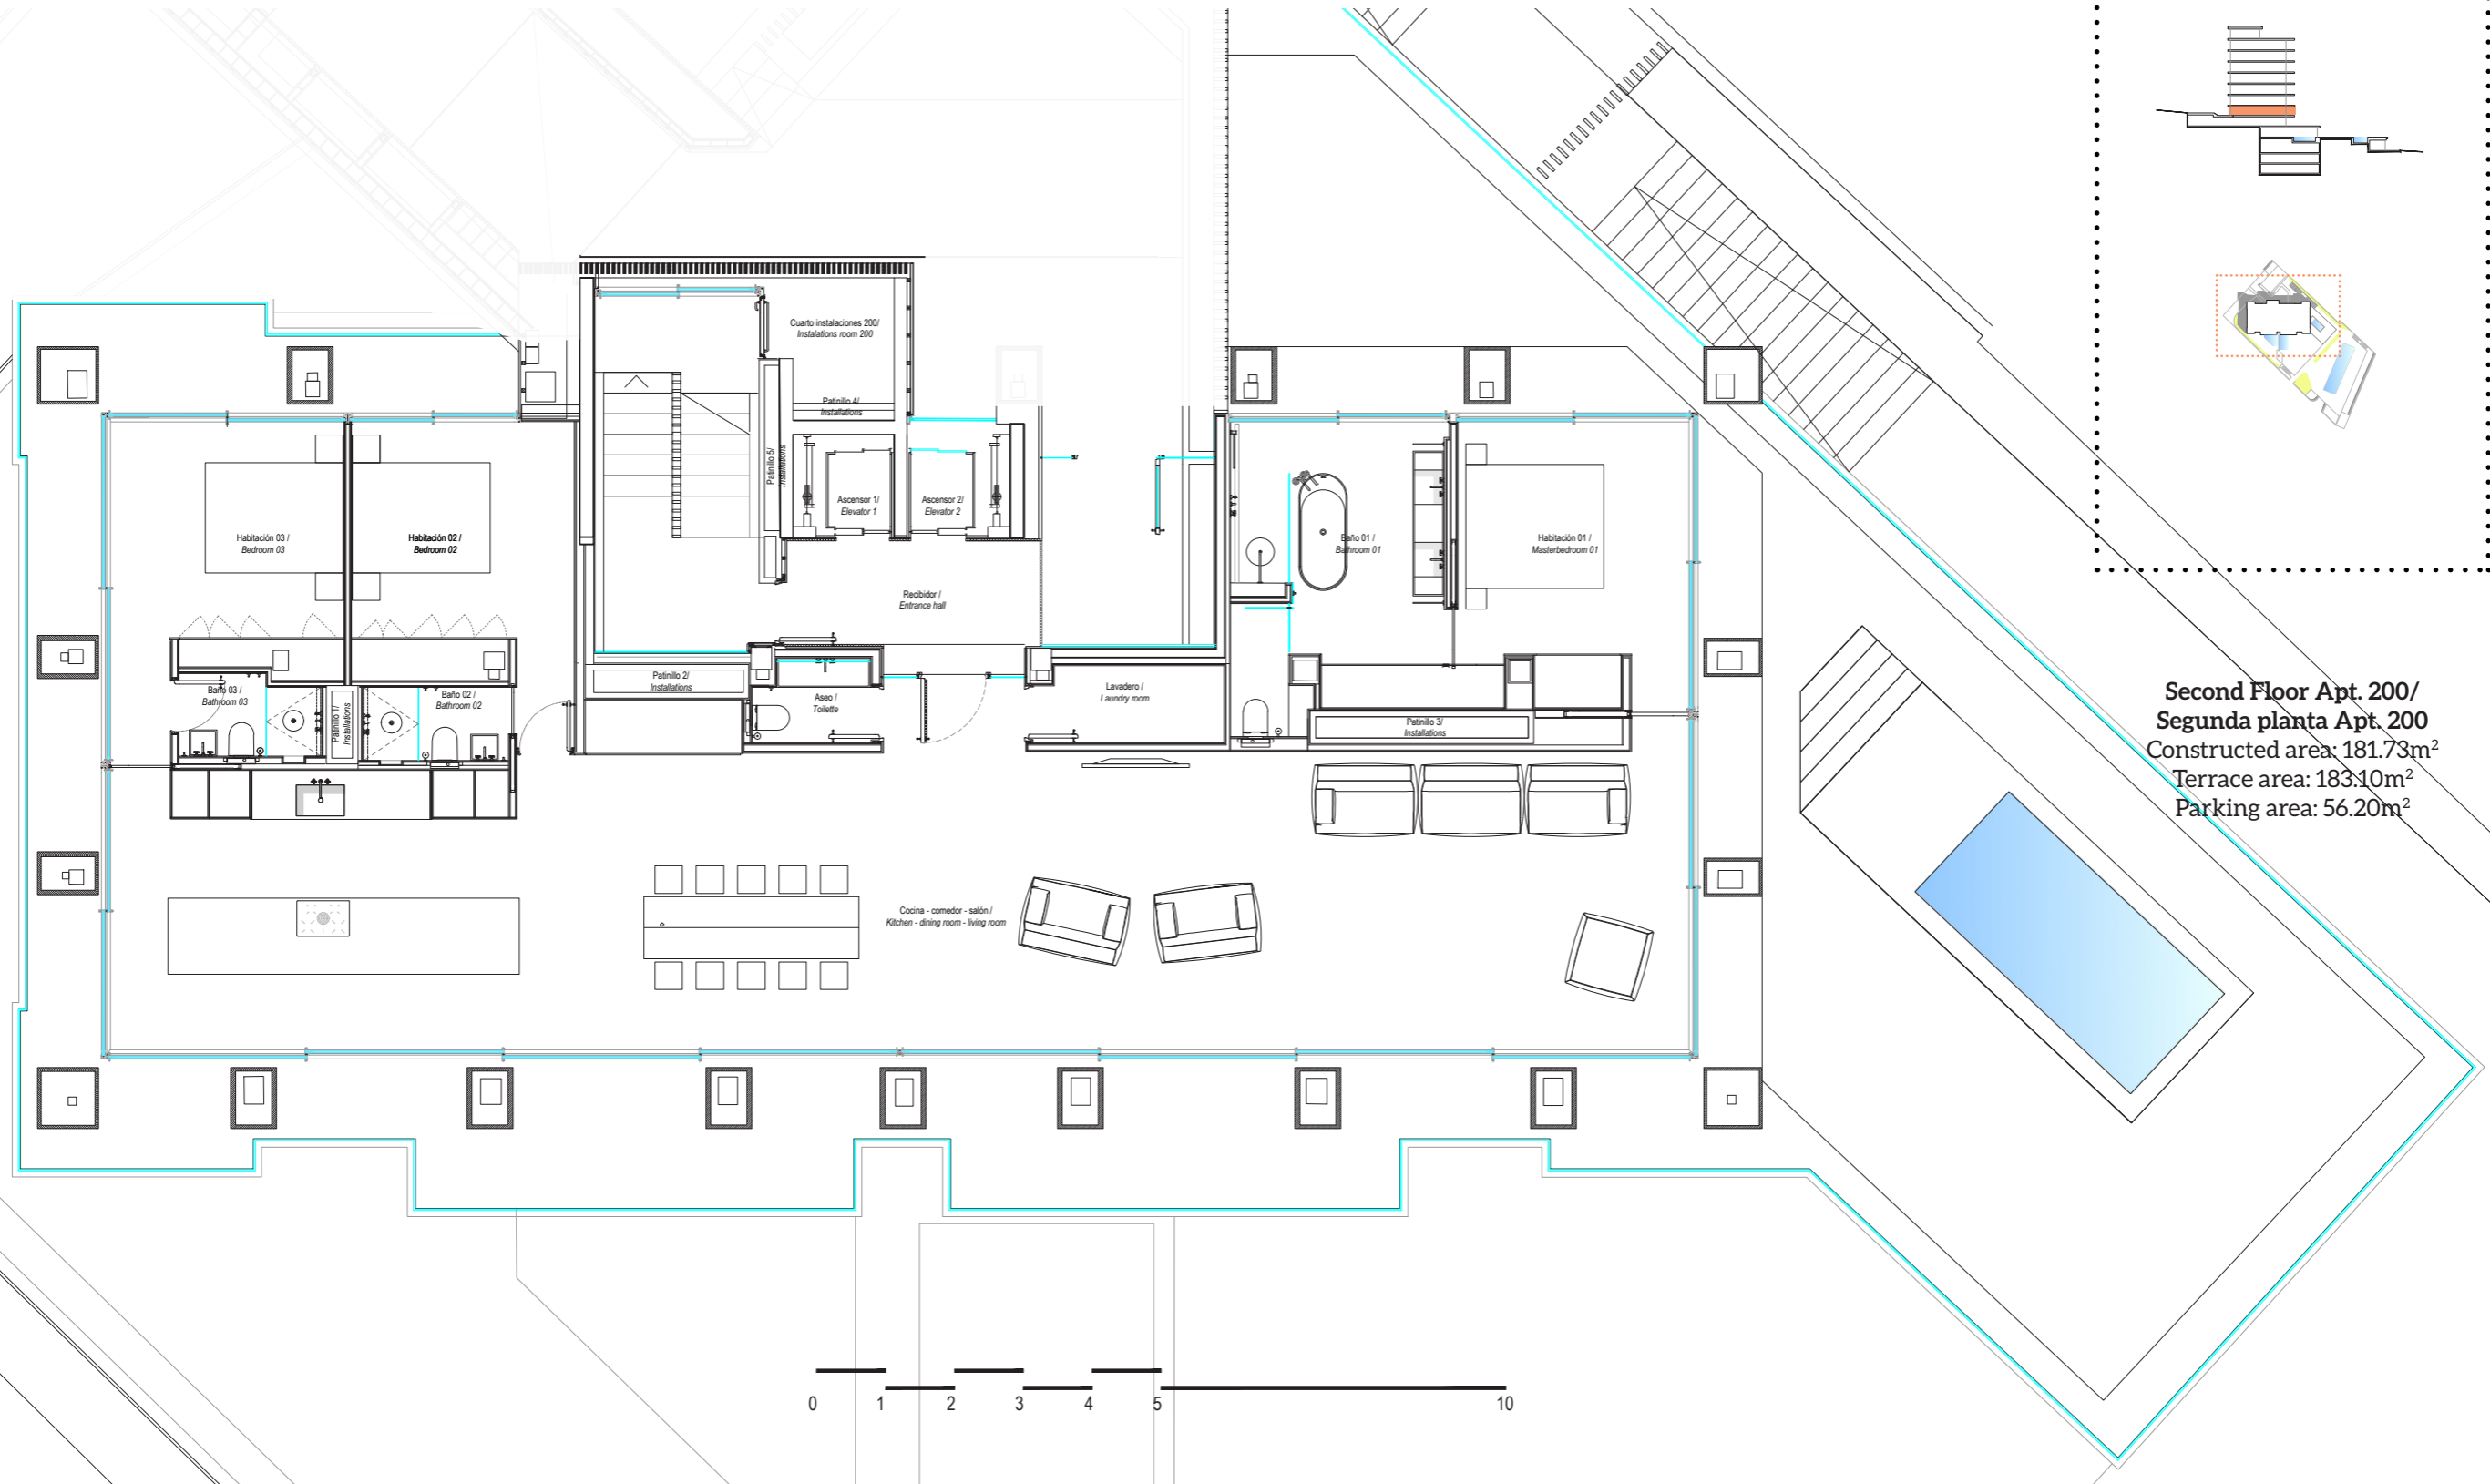 Cuarto instalaciones 200/
Instalations room 200
Patinillo 4/
Installations
Patinillo 5/
Installations
Ascensor 1/
Elevator 1
Ascensor 2/
Elevator 2
Habitación 03 /
Bedroom 03
Habitación 02 /
Bedroom 02
Baño 01 /
Bathroom 01
Habitación 01 /
Masterbedroom 01
Recibidor /
Entrance hall
Baño 03 /
Bathroom 03
Patinillo 1/
Installations
Baño 02 /
Bathroom 02
Patinillo 2/
Installations
Aseo /
Toilette
Lavadero /
Laundry room
Patinillo 3/
Installations
Second Floor Apt. 200/
Segunda planta Apt. 200
Constructed area: 181.73m²
Terrace area: 183.10m²
Parking area: 56.20m²
Cocina - comedor - salón /
Kitchen - dining room - living room
0 1 2 3 4 5 10